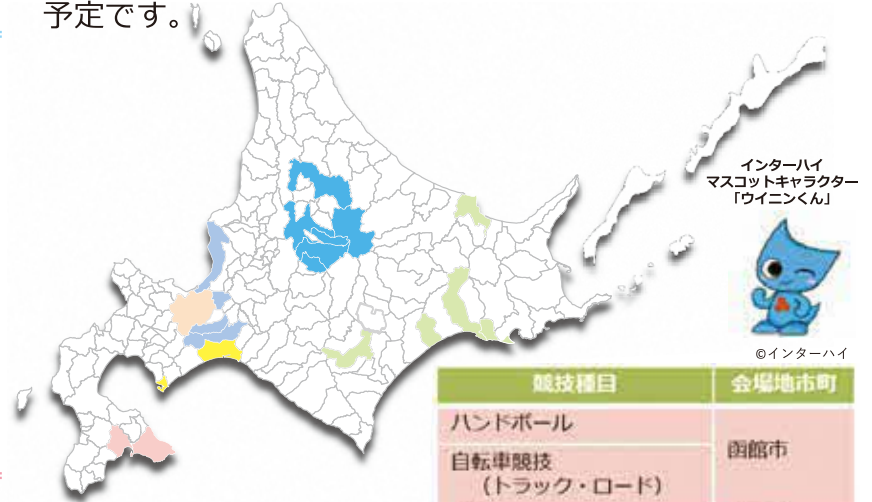 予定です。
インターハイ
マスコットキャラクター
「ウイニンくん」
©インターハイ
競技種目 会場地市町
ハンドボール
函館市
自転車競技
(トラック・ロード)